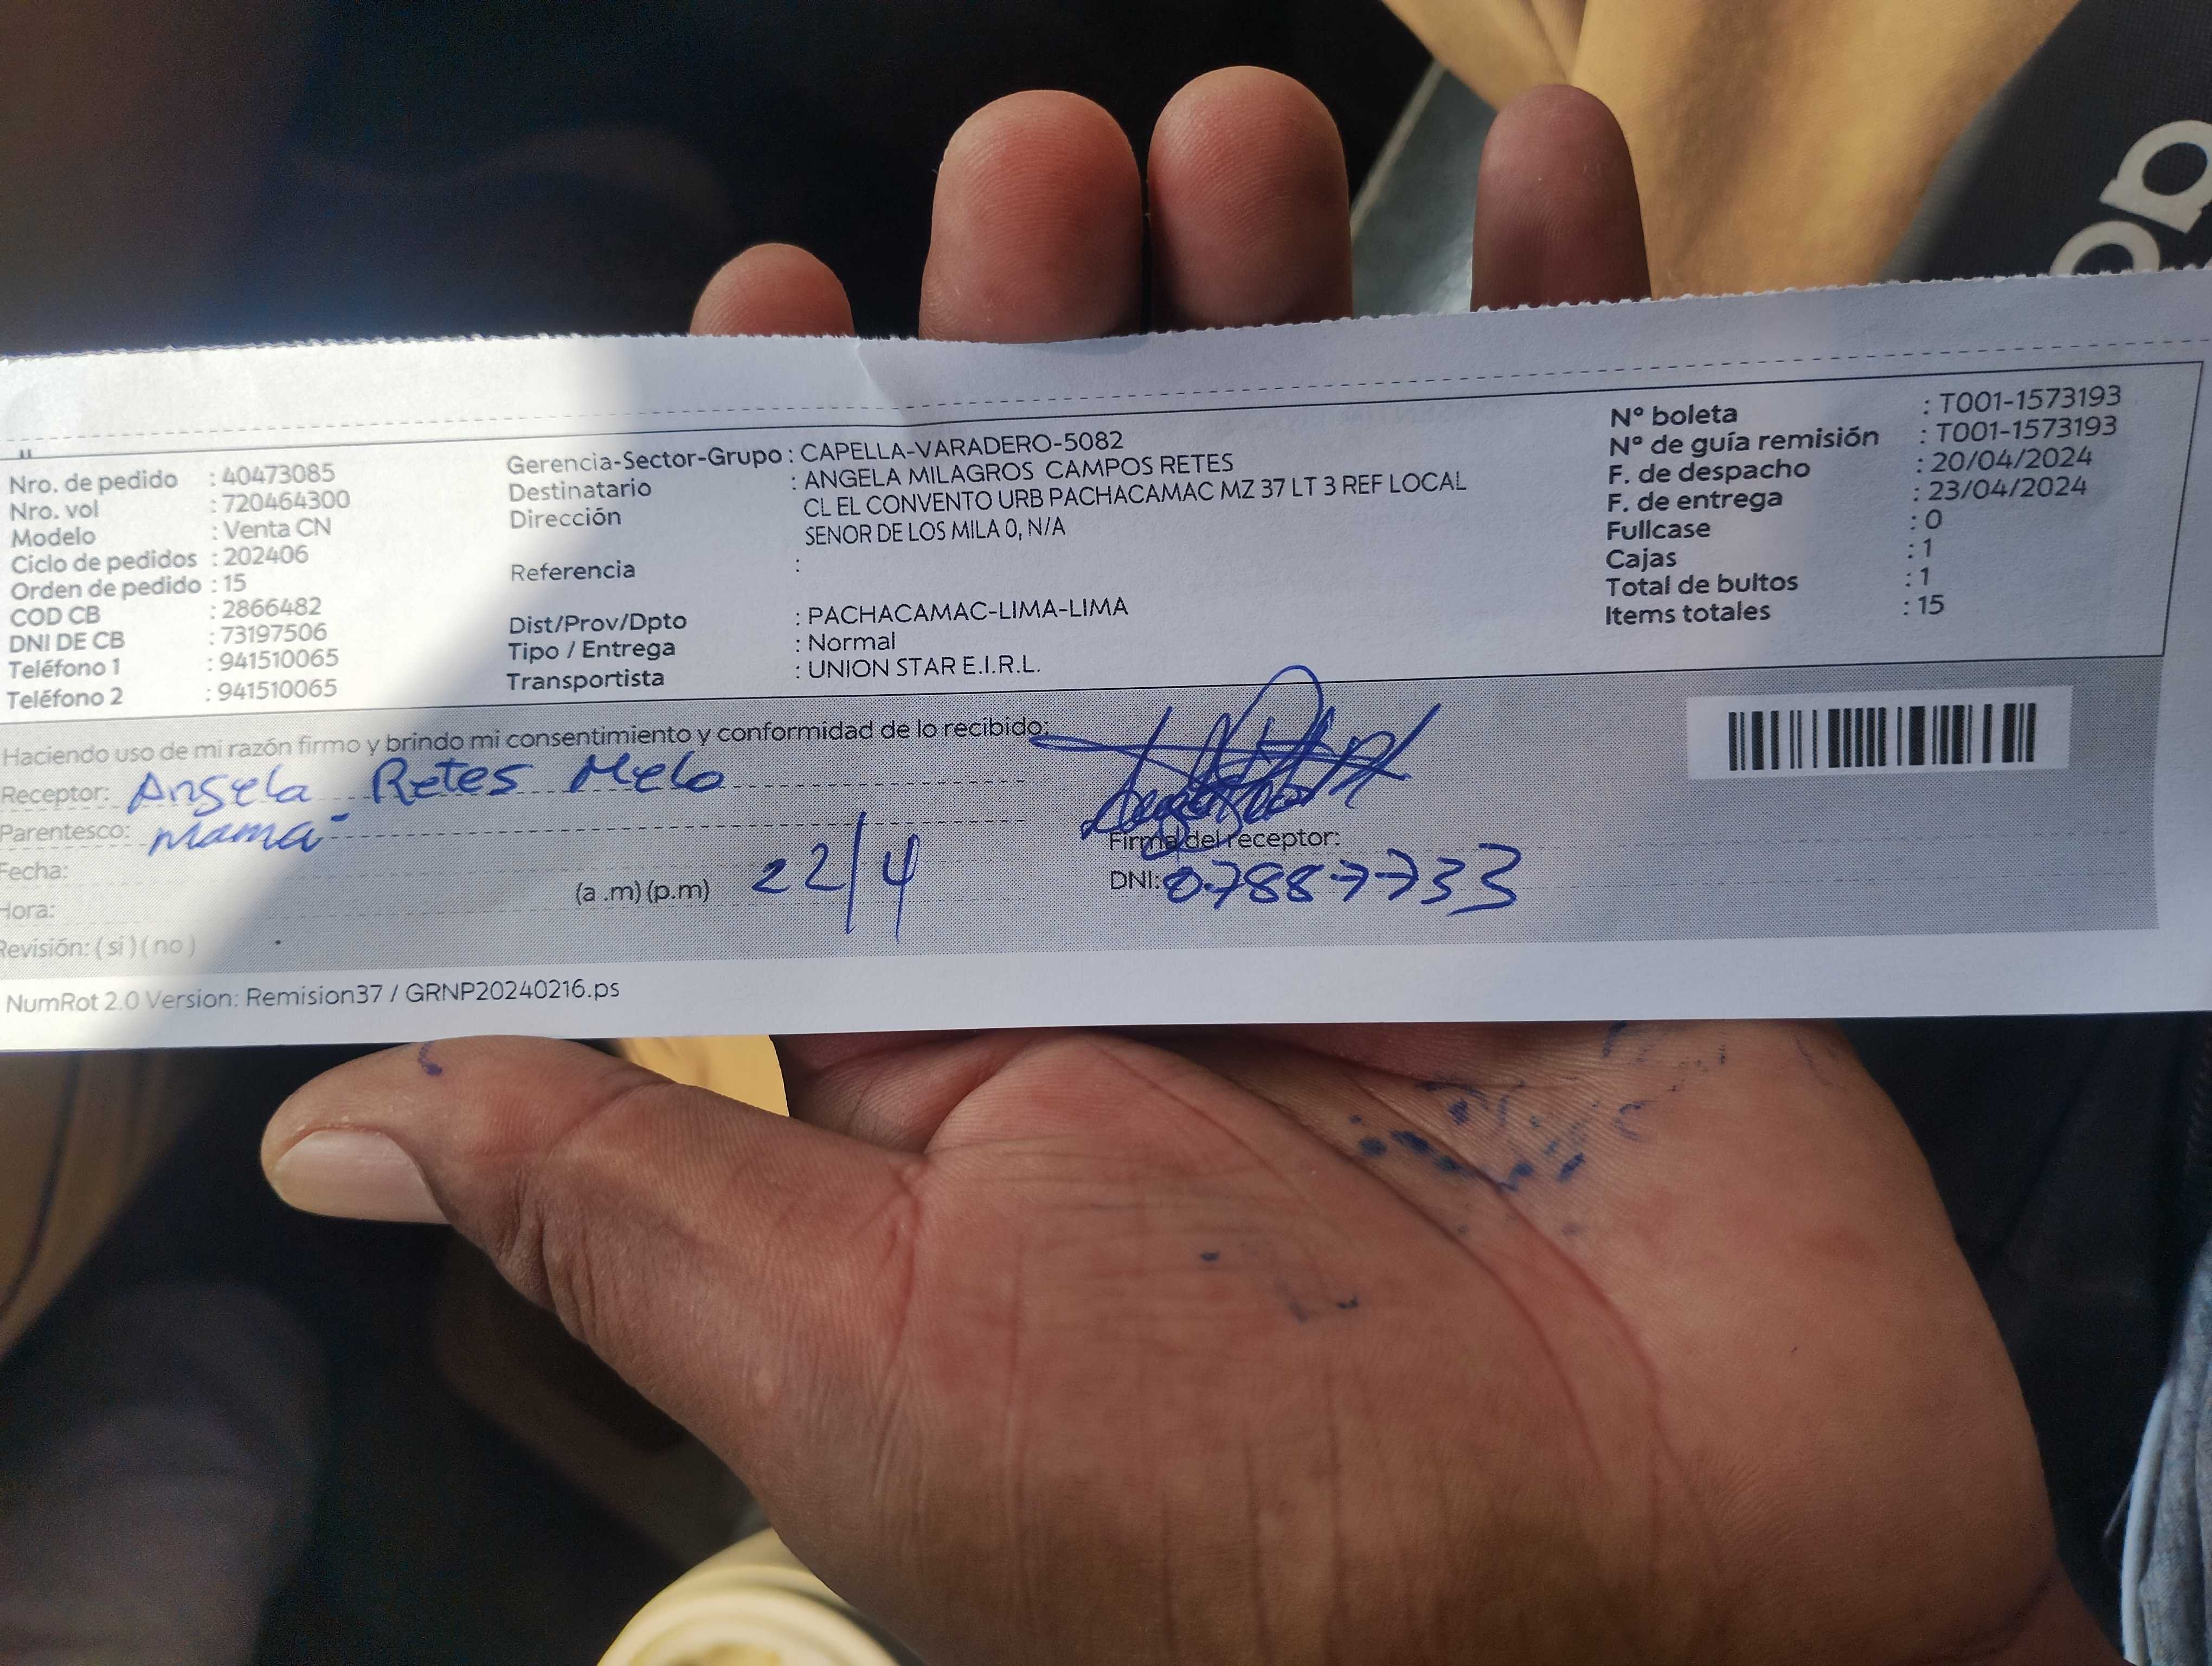 Nro. de pedido : 40473085
Nro. vol : 720464300
Modelo : Venta CN
Ciclo de pedidos : 202406
Orden de pedido : 15
COD CB : 2866482
DNI DE CB : 73197506
Teléfono 1 : 941510065
Teléfono 2 : 941510065
Gerencia-Sector-Grupo : CAPELLA-VARADERO-5082
Destinatario : ANGELA MILAGROS CAMPOS RETES
Dirección CL EL CONVENTO URB PACHACAMAC MZ 37 LT 3 REF LOCAL
SENOR DE LOS MILA 0, N/A
Referencia :
Dist/Prov/Dpto : PACHACAMAC-LIMA-LIMA
Tipo / Entrega : Normal
Transportista : UNION STAR E.I.R.L.
Nº boleta : T001-1573193
Nº de guía remisión : T001-1573193
F. de despacho : 20/04/2024
F. de entrega : 23/04/2024
Fullcase : 0
Cajas : 1
Total de bultos : 1
Items totales : 15
Haciendo uso de mi razón firmo y brindo mi consentimiento y conformidad de lo recibido:
Receptor: Angela Retes Melo
Parentesco: Mama
Firma del receptor:
Fecha:
Hora: (a .m) (p.m) 22/4
DNI: 07887733
Revisión: ( si ) ( no )
NumRot 2.0 Version: Remision37 / GRNP20240216.ps